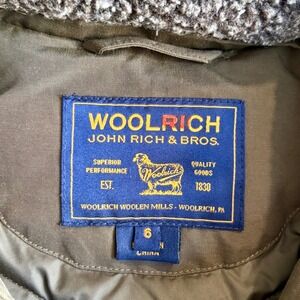 WOOLRICH
JOHN RICH & BROS.
SUPERIOR PERFORMANCE
QUALITY GOODS
Woolrich
EST. 1830
WOOLRICH WOOLEN MILLS - WOOLRICH, PA
6